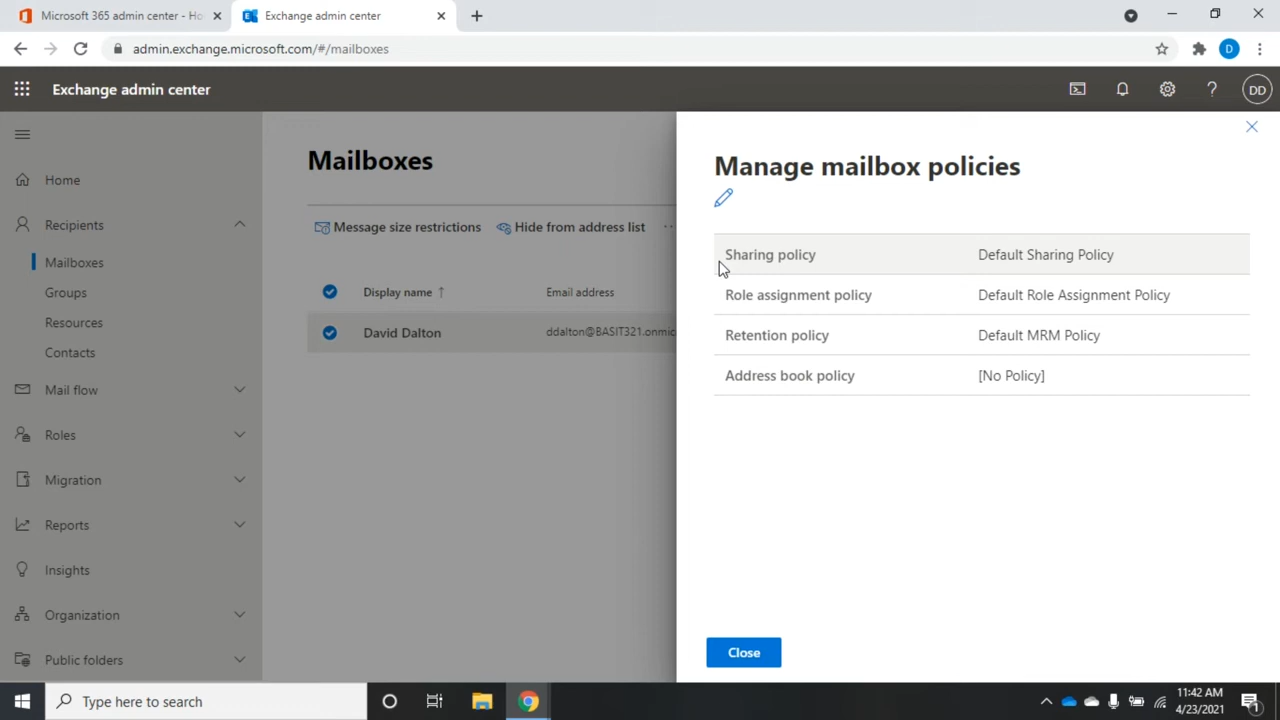 Microsoft 365 admin center - Ho
Exchange admin center
admin.exchange.microsoft.com/#/mailboxes
D
Exchange admin center
?
DD
Home
Recipients
Mailboxes
Groups
Resources
Contacts
Mail flow
Roles
Migration
Reports
Insights
Organization
Public folders
Mailboxes
Message size restrictions
Hide from address list
Display name ↑
Email address
David Dalton
ddalton@BASIT321.onmic
Manage mailbox policies
Sharing policy
Default Sharing Policy
Role assignment policy
Default Role Assignment Policy
Retention policy
Default MRM Policy
Address book policy
[No Policy]
Close
Type here to search
11:42 AM
4/23/2021
1